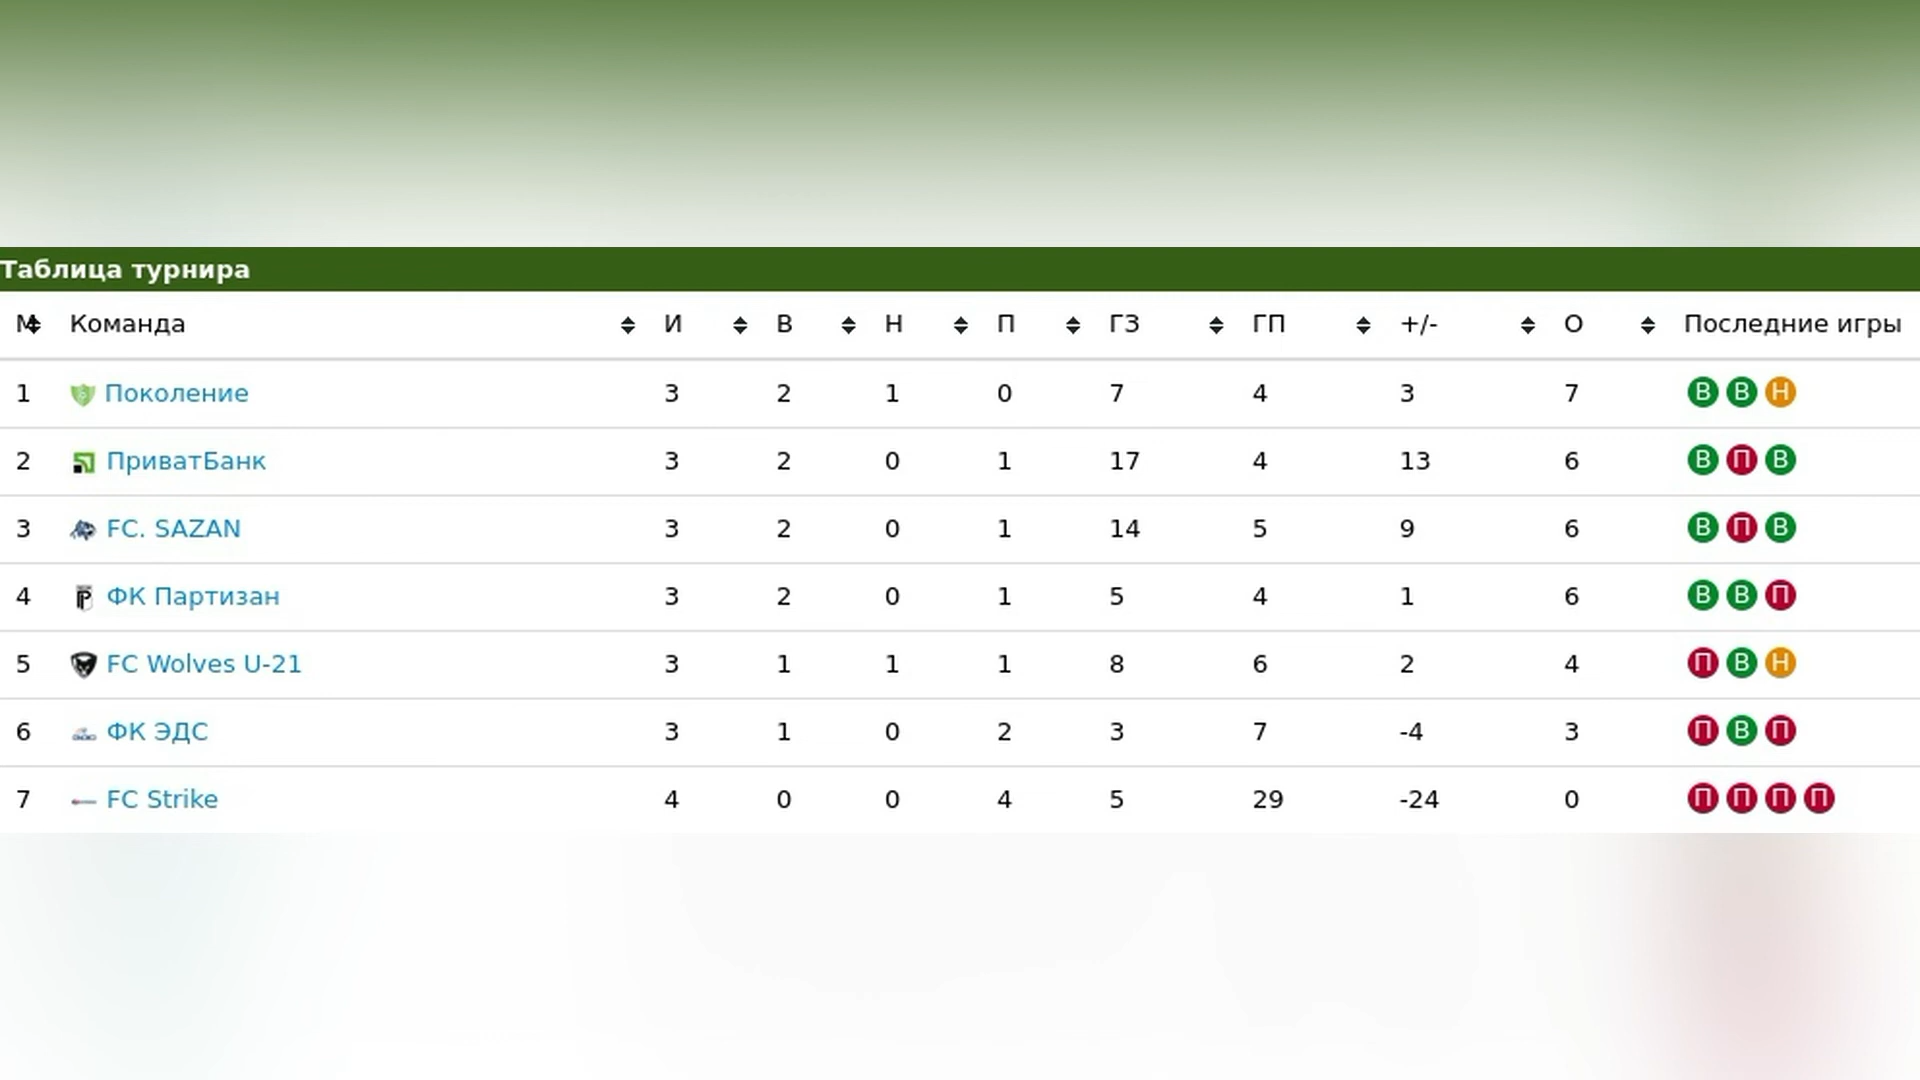 Таблица турнира
М Команда И В Н П ГЗ ГП +/- О Последние игры
1 Поколение 3 2 1 0 7 4 3 7 В В Н
2 ПриватБанк 3 2 0 1 17 4 13 6 В П В
3 FC. SAZAN 3 2 0 1 14 5 9 6 В П В
4 ФК Партизан 3 2 0 1 5 4 1 6 В В П
5 FC Wolves U-21 3 1 1 1 8 6 2 4 П В Н
6 ФК ЭДС 3 1 0 2 3 7 -4 3 П В П
7 FC Strike 4 0 0 4 5 29 -24 0 П П П П